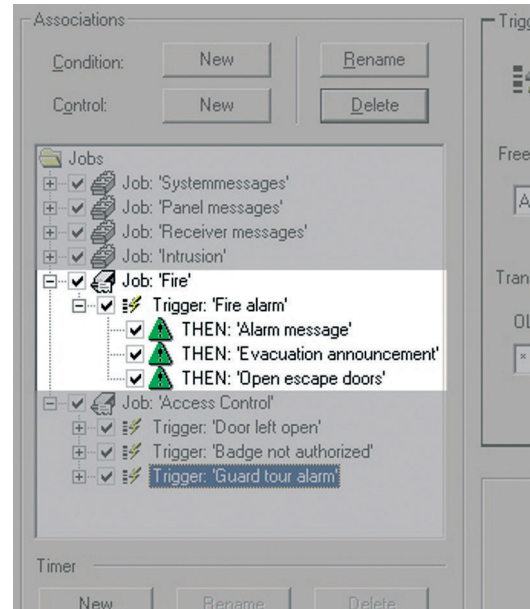 Associations
Trigg
Condition:
New
Rename
Control:
New
Delete
Free
Jobs
Job: 'Systemmessages'
Job: 'Panel messages'
Job: 'Receiver messages'
Job: 'Intrusion'
Job: 'Fire'
Tran
Trigger: 'Fire alarm'
THEN: 'Alarm message'
THEN: 'Evacuation announcement'
THEN: 'Open escape doors'
Job: 'Access Control'
Trigger: 'Door left open'
Trigger: 'Badge not authorized'
Trigger: 'Guard tour alarm'
Timer
New
Rename
Delete